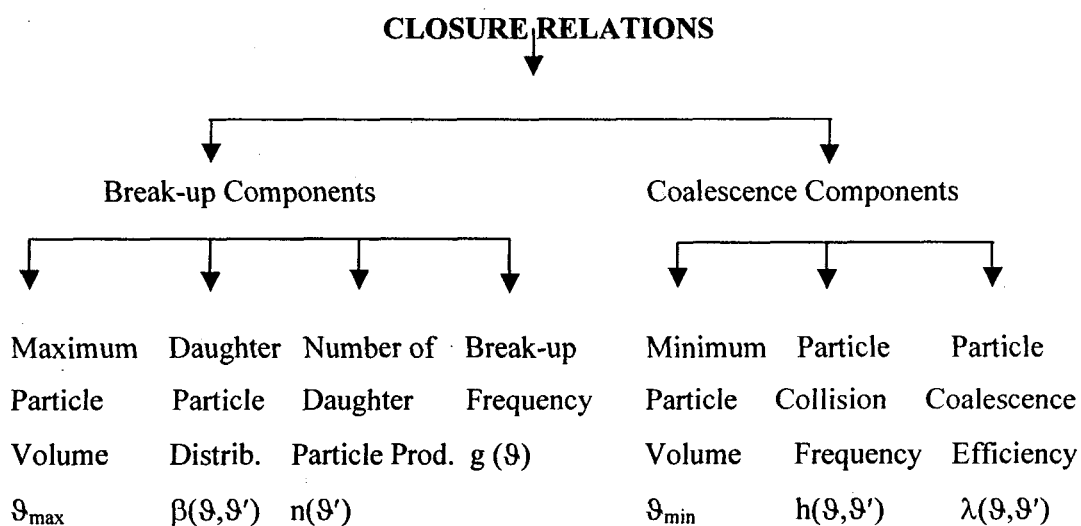 CLOSURE RELATIONS
Break-up Components Coalescence Components
Maximum Daughter Number of Break-up Minimum Particle Particle
Particle Particle Daughter Frequency Particle Collision Coalescence
Volume Distrib. Particle Prod. g (ϑ) Volume Frequency Efficiency
ϑmax β(ϑ,ϑ′) n(ϑ′) ϑmin h(ϑ,ϑ′) λ(ϑ,ϑ′)